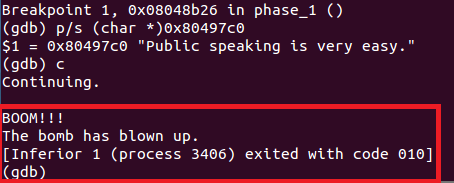 Breakpoint 1, 0x08048b26 in phase_1 ()
(gdb) p/s (char *)0x80497c0
$1 = 0x80497c0 "Public speaking is very easy."
(gdb) c
Continuing.
BOOM!!!
The bomb has blown up.
[Inferior 1 (process 3406) exited with code 010]
(gdb)